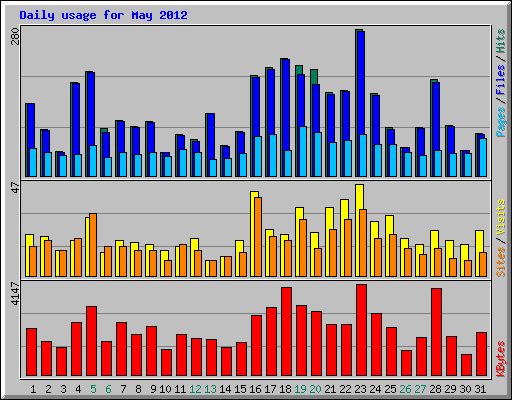 Daily usage for May 2012
280
Pages/Files/Hits
47
Sites/Visits
4147
KBytes
1 2 3 4 5 6 7 8 9 10 11 12 13 14 15 16 17 18 19 20 21 22 23 24 25 26 27 28 29 30 31